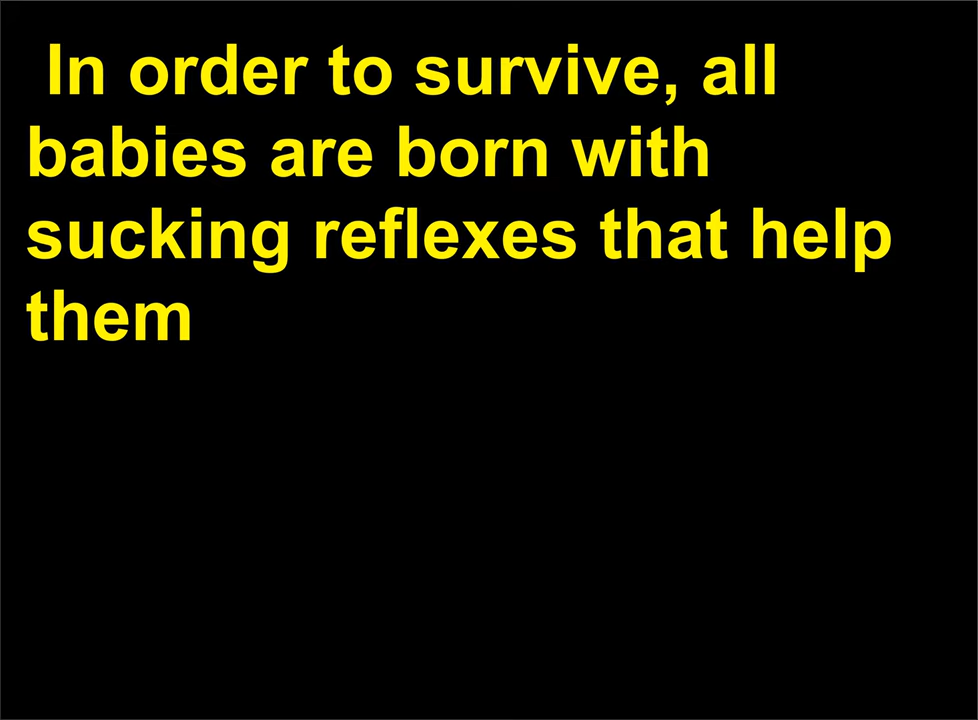 In order to survive, all
babies are born with
sucking reflexes that help
them